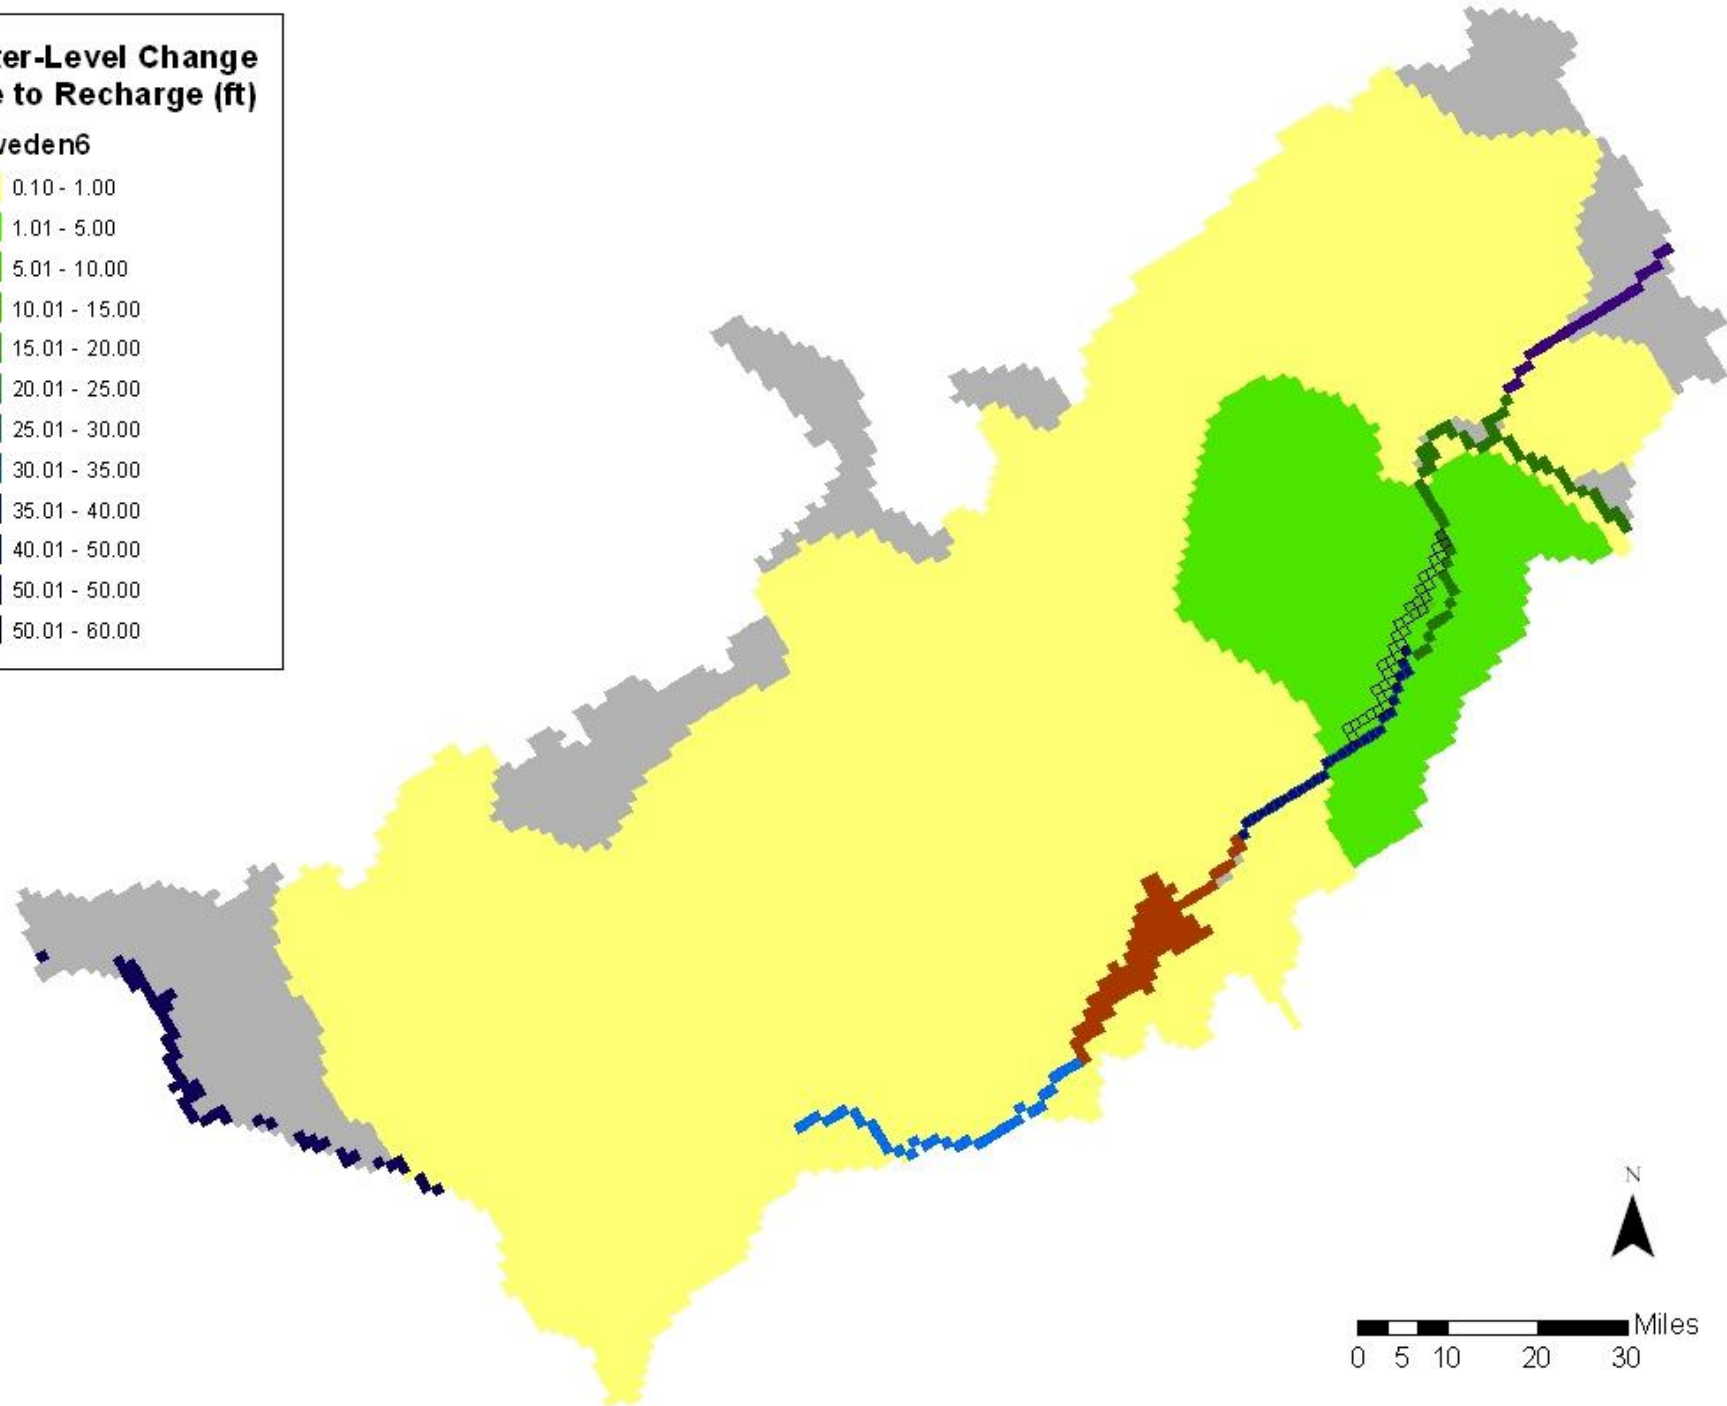 ter-Level Change
e to Recharge (ft)
weden6
0.10 - 1.00
1.01 - 5.00
5.01 - 10.00
10.01 - 15.00
15.01 - 20.00
20.01 - 25.00
25.01 - 30.00
30.01 - 35.00
35.01 - 40.00
40.01 - 50.00
50.01 - 50.00
50.01 - 60.00
N
Miles
0 5 10 20 30